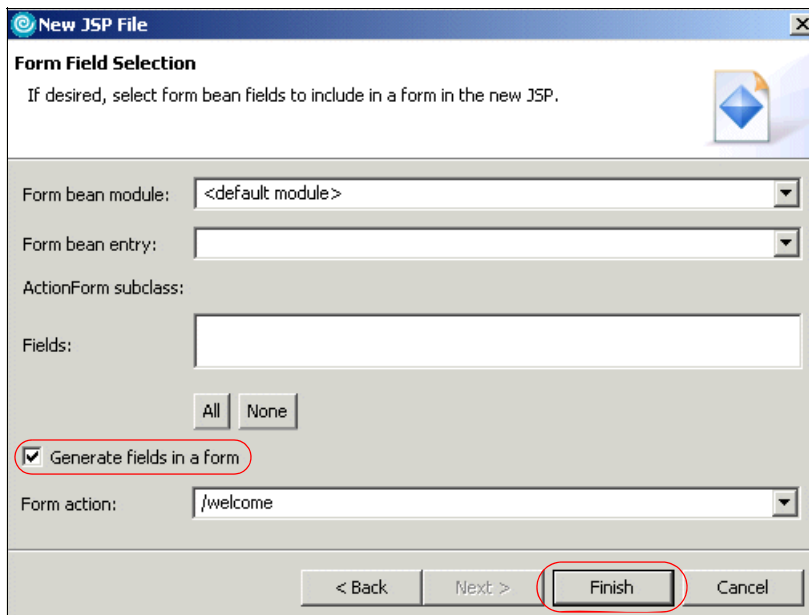 New JSP File
Form Field Selection
If desired, select form bean fields to include in a form in the new JSP.
Form bean module: <default module>
Form bean entry:
ActionForm subclass:
Fields:
All None
Generate fields in a form
Form action: /welcome
< Back Next > Finish Cancel